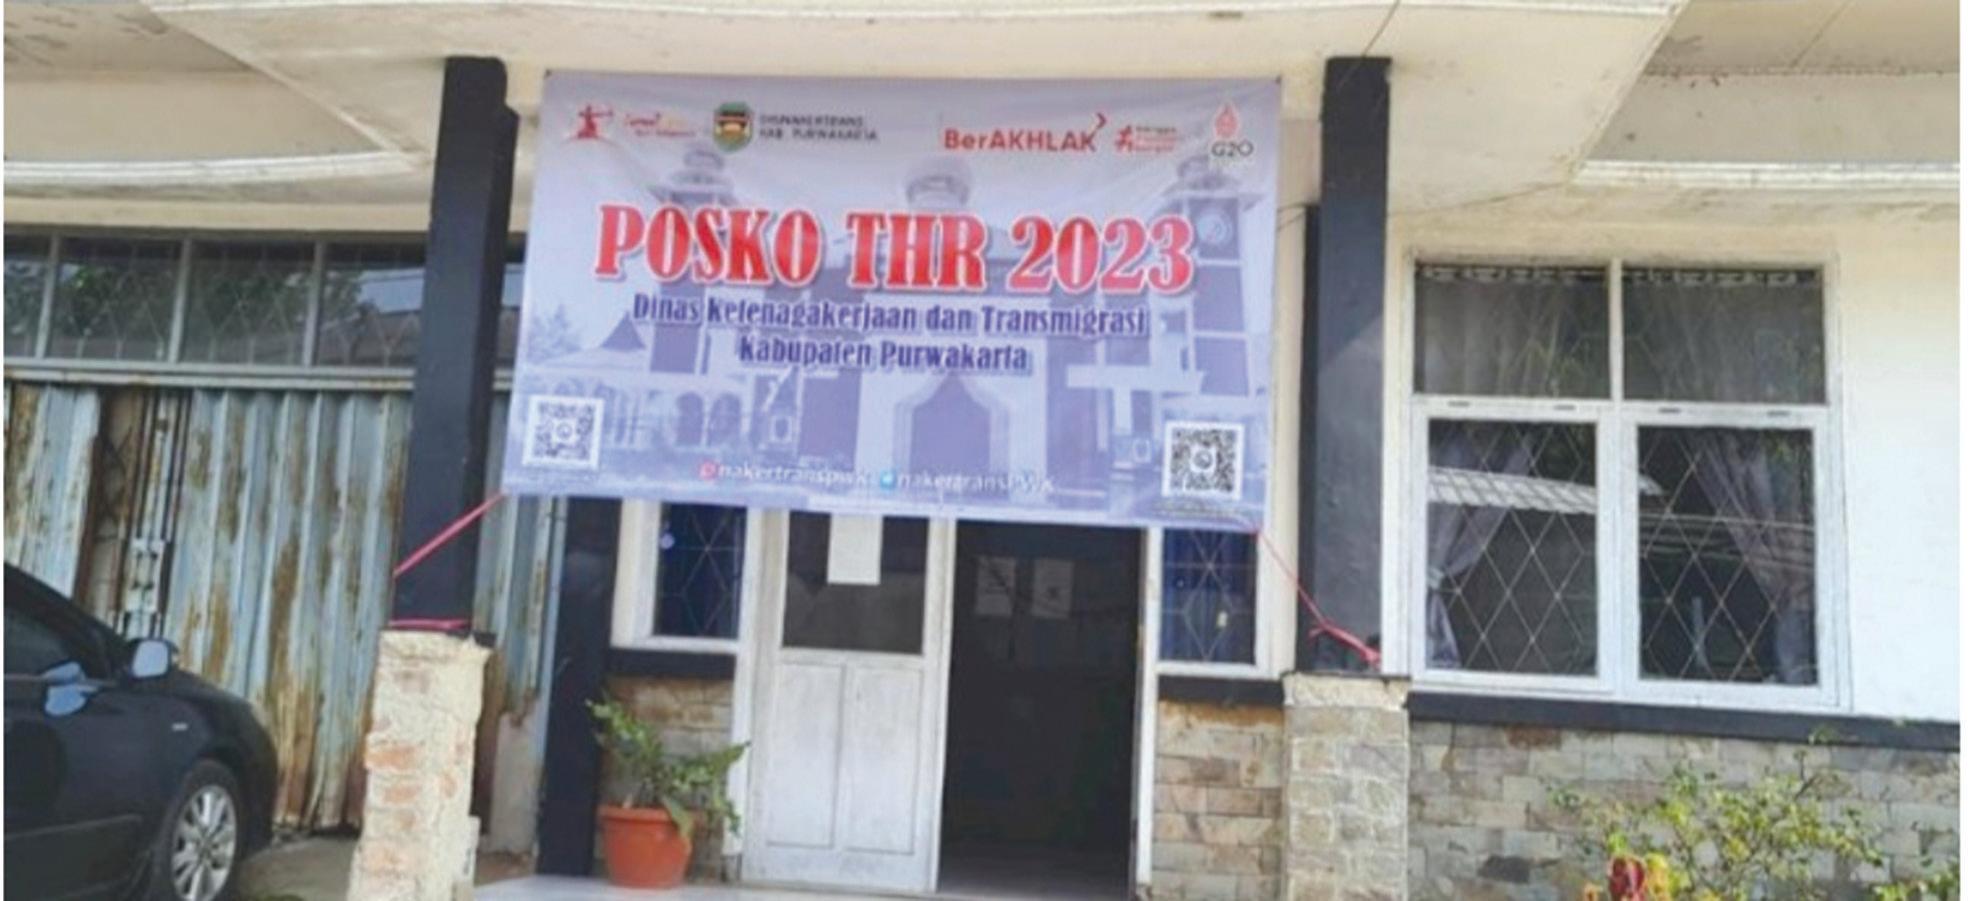 DISNAKERTRANS
KAB. PURWAKARTA
BerAKHLAK
G20
POSKO THR 2023
Dinas Ketenagakerjaan dan Transmigrasi
Kabupaten Purwakarta
nakertranspwk nakertransPWK